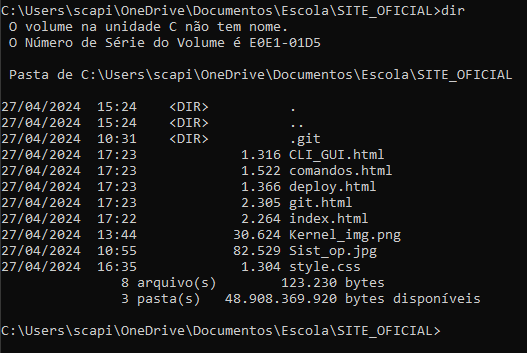 C:\Users\scapi\OneDrive\Documentos\Escola\SITE_OFICIAL>dir
 O volume na unidade C não tem nome.
 O Número de Série do Volume é E0E1-01D5

 Pasta de C:\Users\scapi\OneDrive\Documentos\Escola\SITE_OFICIAL

27/04/2024  15:24    <DIR>          .
27/04/2024  15:24    <DIR>          ..
27/04/2024  10:31    <DIR>          .git
27/04/2024  17:23             1.316 CLI_GUI.html
27/04/2024  17:23             1.522 comandos.html
27/04/2024  17:23             1.366 deploy.html
27/04/2024  17:23             2.305 git.html
27/04/2024  17:22             2.264 index.html
27/04/2024  13:44            30.624 Kernel_img.png
27/04/2024  10:55            82.529 Sist_op.jpg
27/04/2024  16:35             1.304 style.css
               8 arquivo(s)        123.230 bytes
               3 pasta(s)   48.908.369.920 bytes disponíveis

C:\Users\scapi\OneDrive\Documentos\Escola\SITE_OFICIAL>